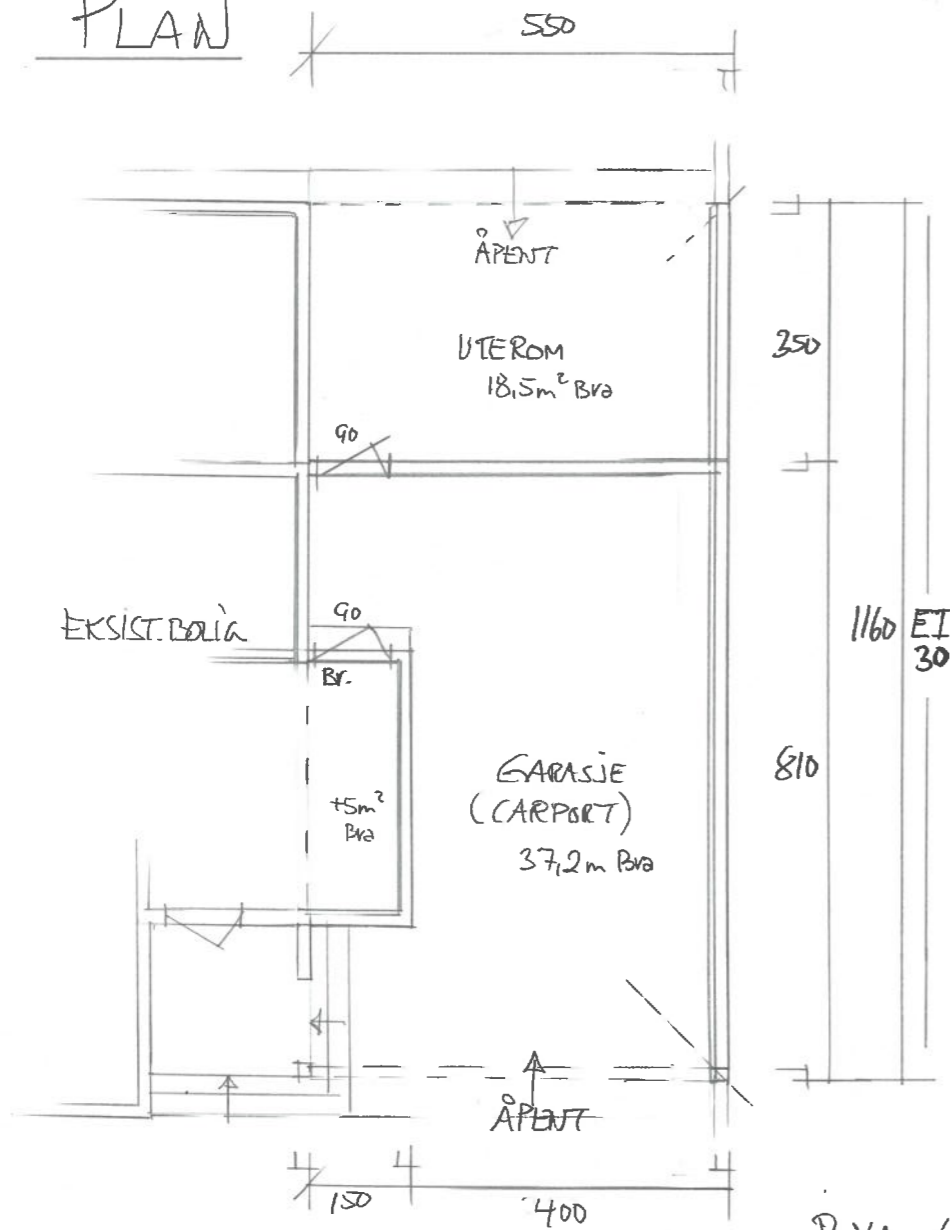 PLAN
550
ÅPENT
UTEROM
18,5m² Bra
350
90
EKSIST. BOLIG
90
Br.
1160
EI
30
+5m²
Bra
GARASJE
(CARPORT)
37,2m Bra
810
ÅPENT
150
400